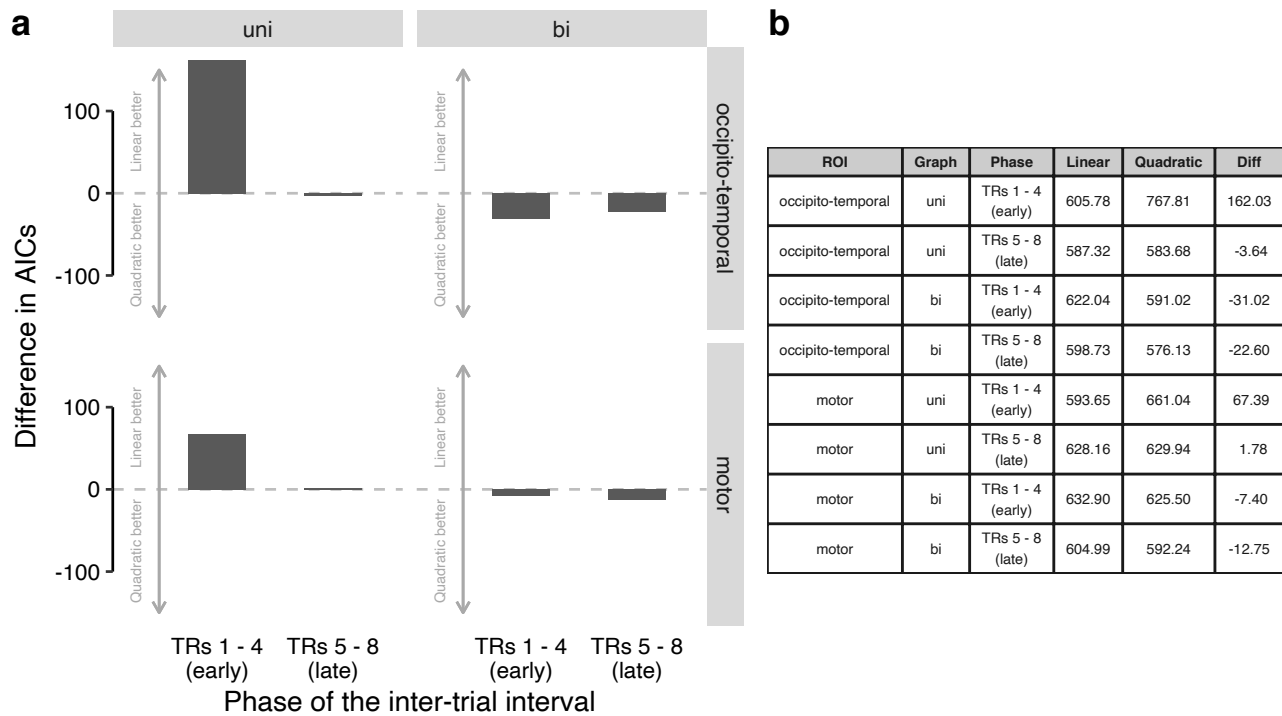 a
uni
bi
100
0
-100
Linear better
Quadratic better
Linear better
Quadratic better
occipito-temporal
100
0
-100
Linear better
Quadratic better
Linear better
Quadratic better
motor
Difference in AICs
TRs 1 - 4
(early)
TRs 5 - 8
(late)
TRs 1 - 4
(early)
TRs 5 - 8
(late)
Phase of the inter-trial interval
b
ROI Graph Phase Linear Quadratic Diff
occipito-temporal uni TRs 1 - 4 (early) 605.78 767.81 162.03
occipito-temporal uni TRs 5 - 8 (late) 587.32 583.68 -3.64
occipito-temporal bi TRs 1 - 4 (early) 622.04 591.02 -31.02
occipito-temporal bi TRs 5 - 8 (late) 598.73 576.13 -22.60
motor uni TRs 1 - 4 (early) 593.65 661.04 67.39
motor uni TRs 5 - 8 (late) 628.16 629.94 1.78
motor bi TRs 1 - 4 (early) 632.90 625.50 -7.40
motor bi TRs 5 - 8 (late) 604.99 592.24 -12.75